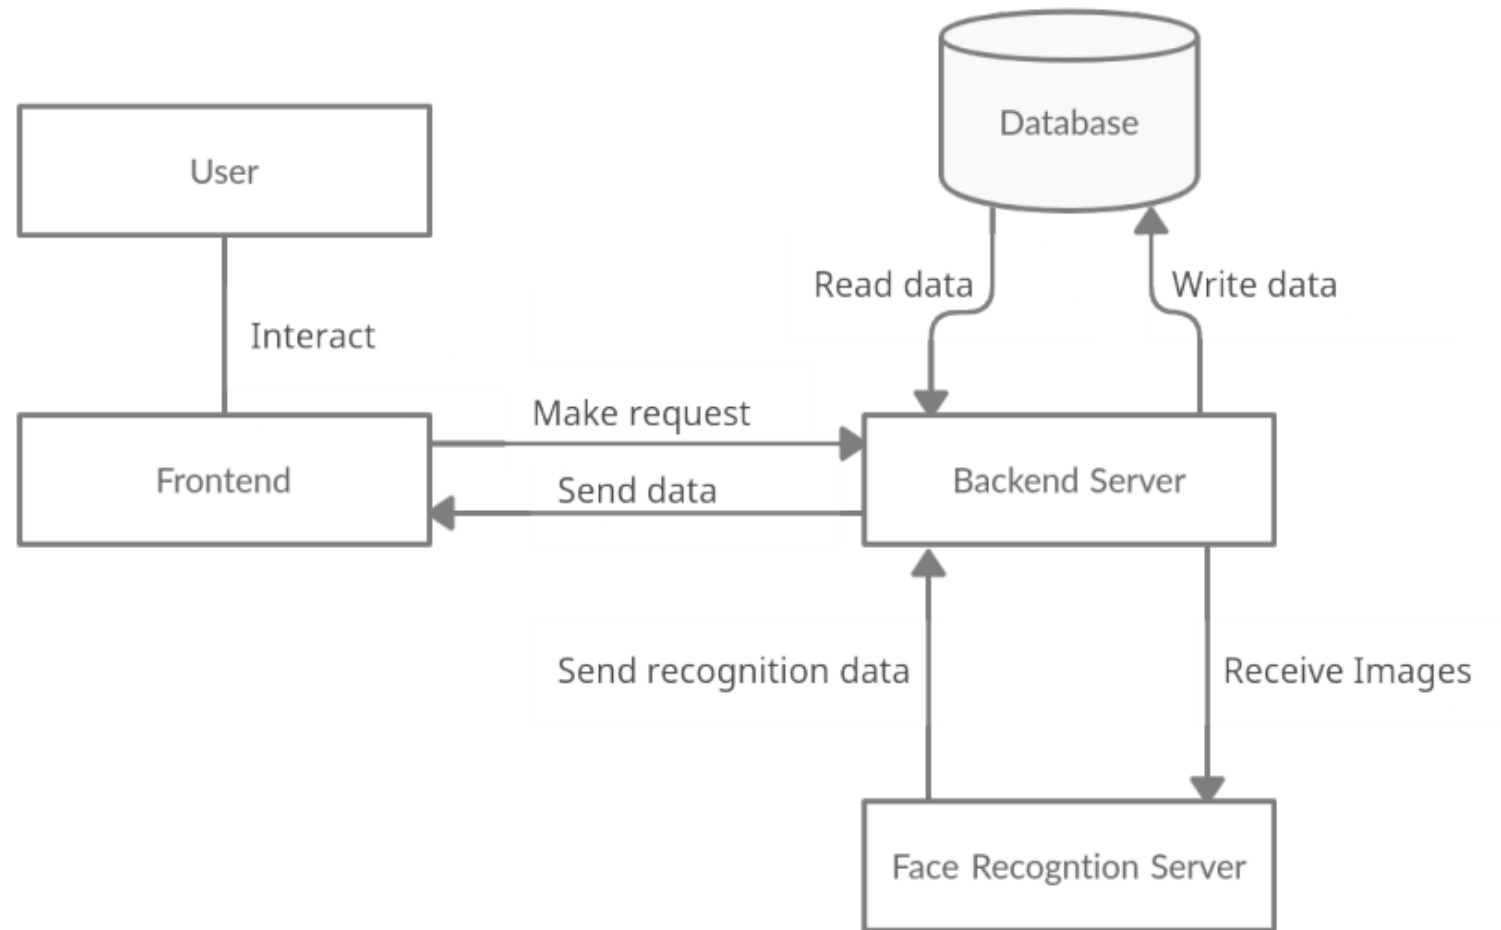 Database
User
Read data
Write data
Interact
Make request
Frontend
Send data
Backend Server
Send recognition data
Receive Images
Face Recogntion Server